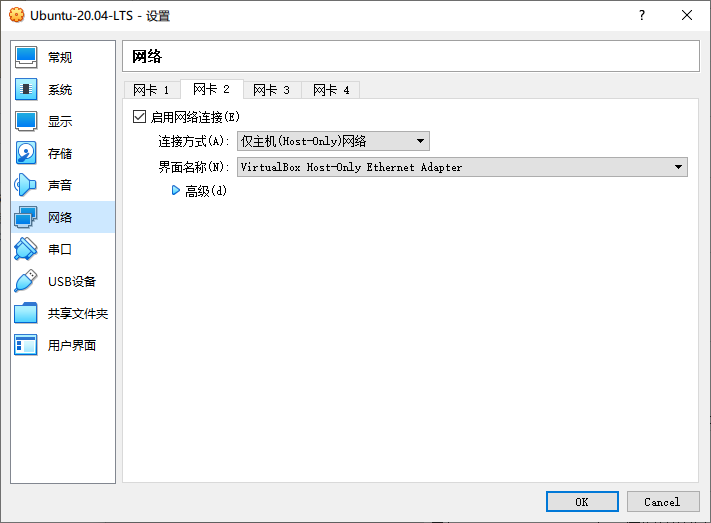 Ubuntu-20.04-LTS - 设置
?
常规
系统
显示
存储
声音
网络
串口
USB设备
共享文件夹
用户界面
网络
网卡 1
网卡 2
网卡 3
网卡 4
启用网络连接(E)
连接方式(A):
仅主机(Host-Only)网络
界面名称(N):
VirtualBox Host-Only Ethernet Adapter
高级(d)
OK
Cancel